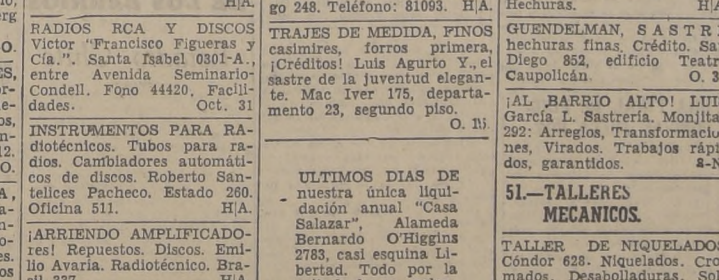 H|A.
RADIOS RCA Y DISCOS
Victor "Francisco Figueras y
Cía.". Santa Isabel 0301-A.,
entre Avenida Seminario-
Condell. Fono 44420. Facili-
dades. Oct. 31
INSTRUMENTOS PARA RA-
diotécnicos. Tubos para ra-
dios. Cambiadores automáti-
cos de discos. Roberto San-
telices Pacheco. Estado 260.
Oficina 511. H|A.
¡ARRIENDO AMPLIFICADO-
res! Repuestos. Discos. Emi-
lio Avaria. Radiotécnico. Bra-
go 248. Teléfono: 81093. H|A.
TRAJES DE MEDIDA, FINOS
casimires, forros primera,
¡Créditos! Luis Agurto Y., el
sastre de la juventud elegan-
te. Mac Iver 175, departa-
mento 23, segundo piso.
O. 15.
ULTIMOS DIAS DE
nuestra única liqui-
dación anual "Casa
Salazar", Alameda
Bernardo O'Higgins
2783, casi esquina Li-
bertad. Todo por la
Hechuras.
GUENDELMAN, SASTR
hechuras finas. Crédito. Sa
Diego 852, edificio Teatr
Caupolicán. O. 3
¡AL BARRIO ALTO! LUI
García L. Sastrería. Monjita
292: Arreglos, Transformacio
nes, Virados. Trabajos rápi
dos, garantidos.
51.—TALLERES
MECANICOS.
TALLER DE NIQUELADO
Cóndor 628. Niquelados. Cro
mados. Desabolladuras.